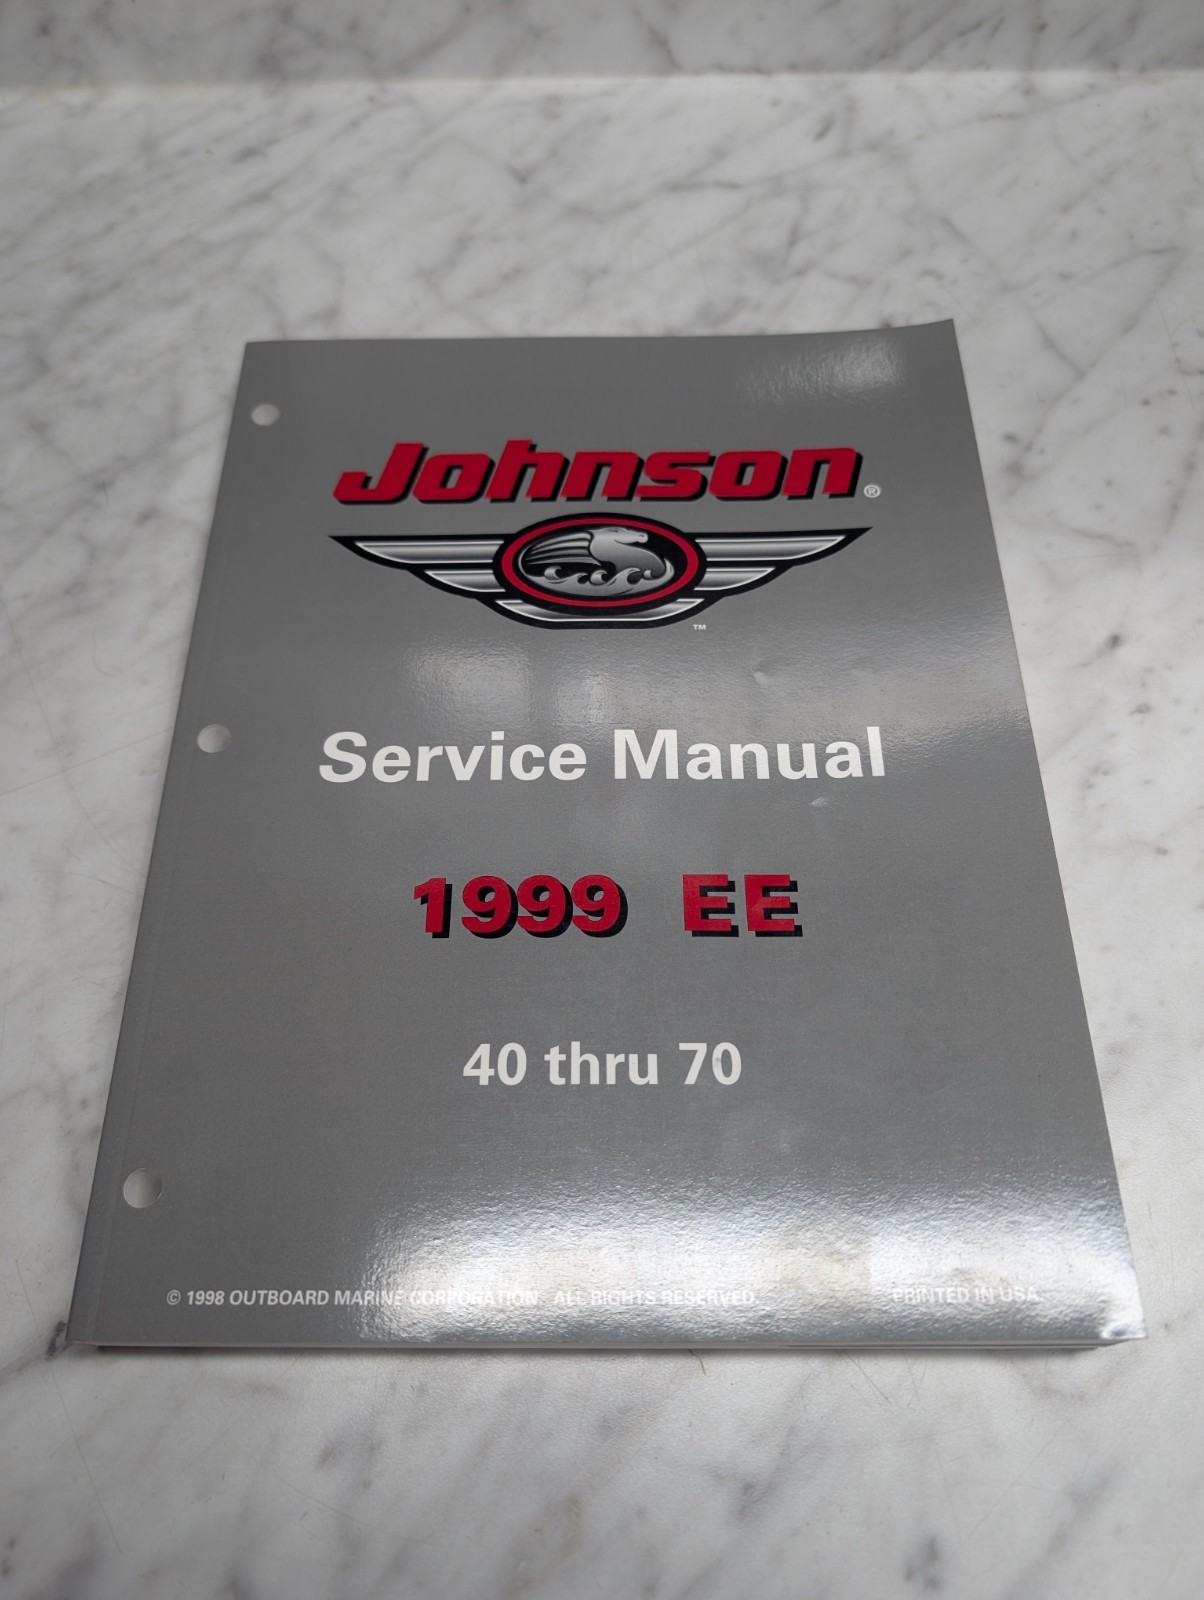 Johnson®
™
Service Manual
1999 EE
40 thru 70
© 1998 OUTBOARD MARINE CORPORATION. ALL RIGHTS RESERVED. PRINTED IN USA.